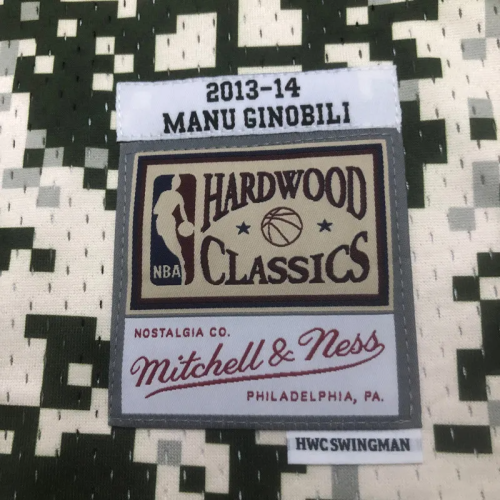 2013-14
MANU GINOBILI
HARDWOOD
NBA
CLASSICS
NOSTALGIA CO.
Mitchell & Ness
PHILADELPHIA, PA.
HWC SWINGMAN